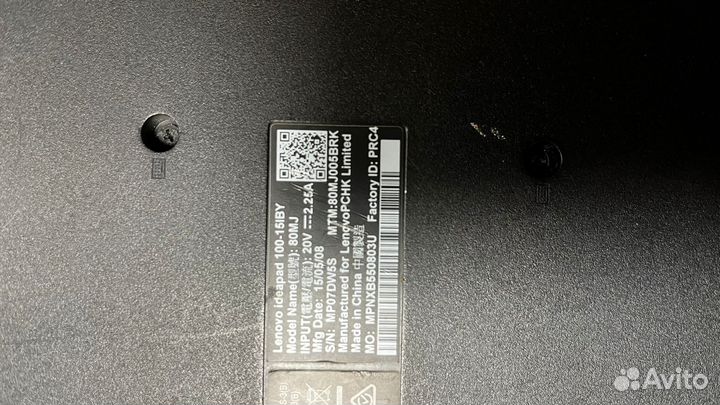 Lenovo ideapad 100-15IBY
Model Name(型號): 80MJ
INPUT(電壓/電流): 20V⎓2.25A
Mfg Date: 15/05/08
S/N: MP07DW5S MTM:80MJ005BRK
Manufactured for LenovoPCHK Limited
Made in China 中國製造 Factory ID: PRC4
MO: MPNXB550803U
Avito